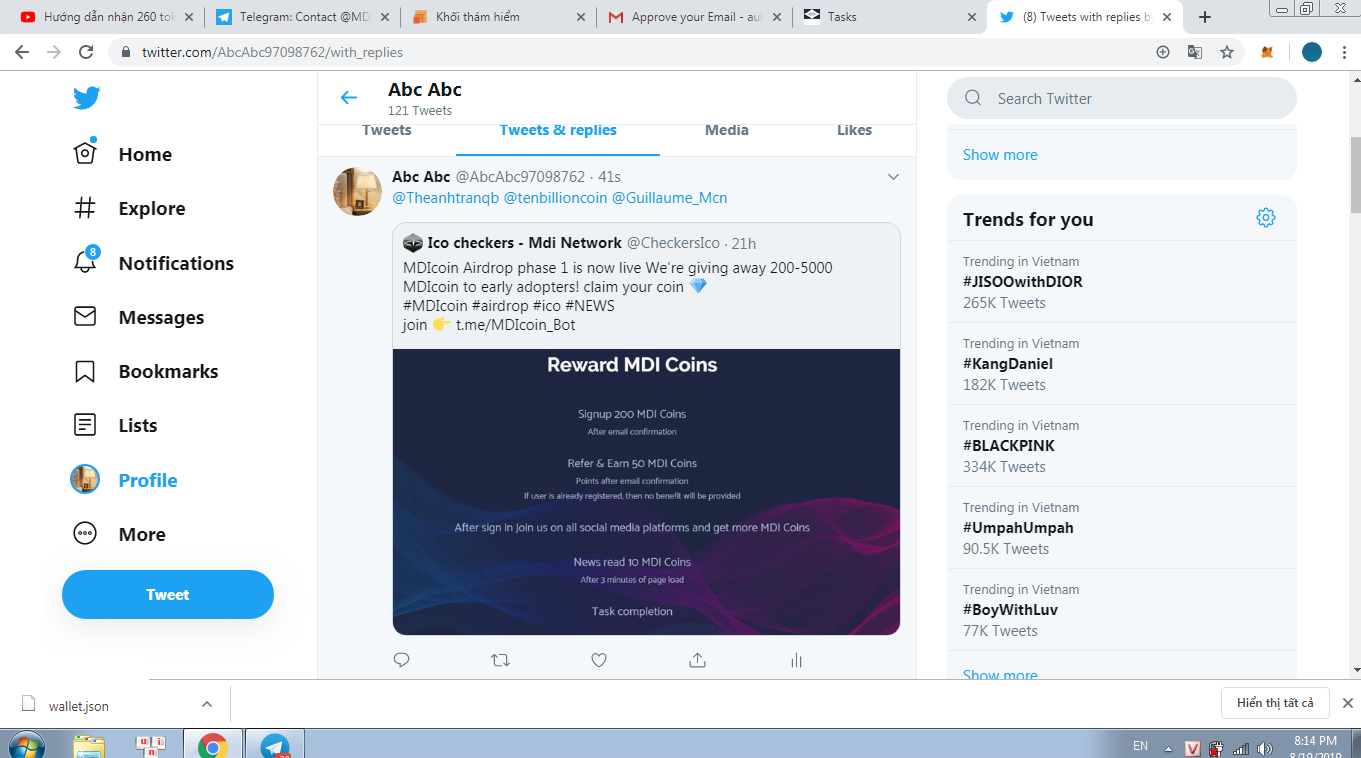 Hướng dẫn nhận 260 tok
Telegram: Contact @MDI
Khối thám hiểm
Approve your Email - aul
Tasks
(8) Tweets with replies by
twitter.com/AbcAbc97098762/with_replies
Home
Explore
8
Notifications
Messages
Bookmarks
Lists
Profile
More
Tweet
Abc Abc
121 Tweets
Tweets
Tweets & replies
Media
Likes
Abc Abc @AbcAbc97098762 · 41s
@Theanhtranqb @tenbillioncoin @Guillaume_Mcn
Ico checkers - Mdi Network @CheckersIco · 21h
MDIcoin Airdrop phase 1 is now live We're giving away 200-5000
MDIcoin to early adopters! claim your coin 💎
#MDIcoin #airdrop #ico #NEWS
join 👉 t.me/MDIcoin_Bot
Reward MDI Coins
Signup 200 MDI Coins
After email confirmation
Refer & Earn 50 MDI Coins
Points after email confirmation
If user is already registered, then no benefit will be provided
After sign in Join us on all social media platforms and get more MDI Coins
News read 10 MDI Coins
After 3 minutes of page load
Task completion
Search Twitter
Show more
Trends for you
Trending in Vietnam
#JISOOwithDIOR
265K Tweets
Trending in Vietnam
#KangDaniel
182K Tweets
Trending in Vietnam
#BLACKPINK
334K Tweets
Trending in Vietnam
#UmpahUmpah
90.5K Tweets
Trending in Vietnam
#BoyWithLuv
77K Tweets
Show more
wallet.json
Hiển thị tất cả
EN
8:14 PM
8/19/2019